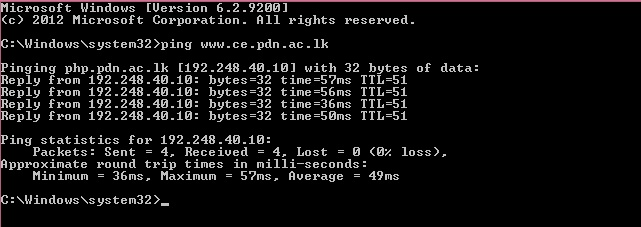 Microsoft Windows [Version 6.2.9200]
(c) 2012 Microsoft Corporation. All rights reserved.
C:\Windows\system32>ping www.ce.pdn.ac.lk
Pinging php.pdn.ac.lk [192.248.40.10] with 32 bytes of data:
Reply from 192.248.40.10: bytes=32 time=57ms TTL=51
Reply from 192.248.40.10: bytes=32 time=56ms TTL=51
Reply from 192.248.40.10: bytes=32 time=36ms TTL=51
Reply from 192.248.40.10: bytes=32 time=50ms TTL=51
Ping statistics for 192.248.40.10:
    Packets: Sent = 4, Received = 4, Lost = 0 (0% loss),
Approximate round trip times in milli-seconds:
    Minimum = 36ms, Maximum = 57ms, Average = 49ms
C:\Windows\system32>_